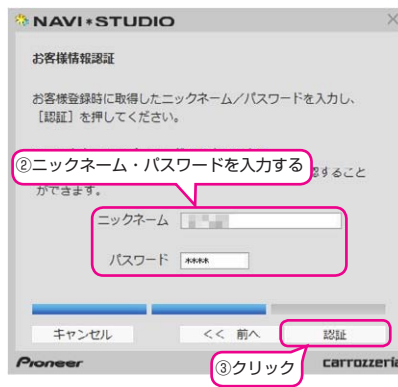 NAVI*STUDIO
お客様情報認証
お客様登録時に取得したニックネーム／パスワードを入力し、
［認証］を押してください。
②ニックネーム・パスワードを入力する
すること
ができます。
ニックネーム
パスワード ****
キャンセル << 前へ 認証
③クリック
Pioneer carrozzeria